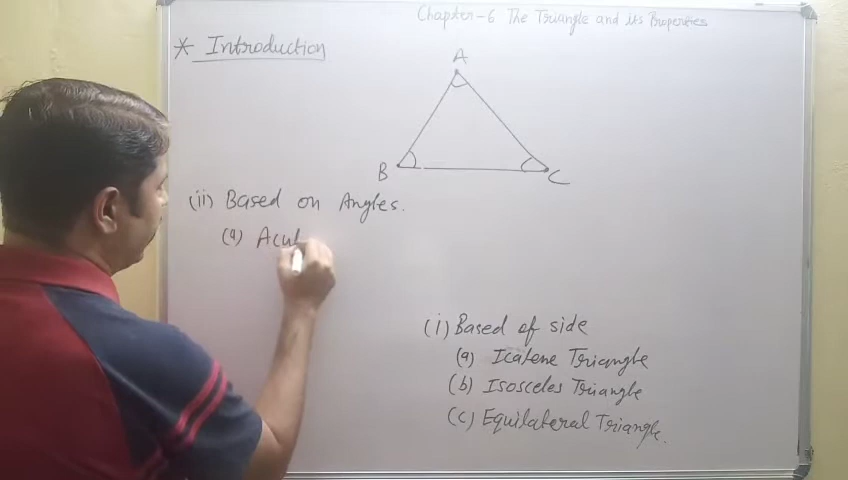 Chapter-6 The Triangle and its Properties
* Introduction
A
B
C
(ii) Based on Angles.
(a) Acut
(i) Based of side
(a) Icalene Triangle
(b) Isosceles Triangle
(c) Equilateral Triangle.